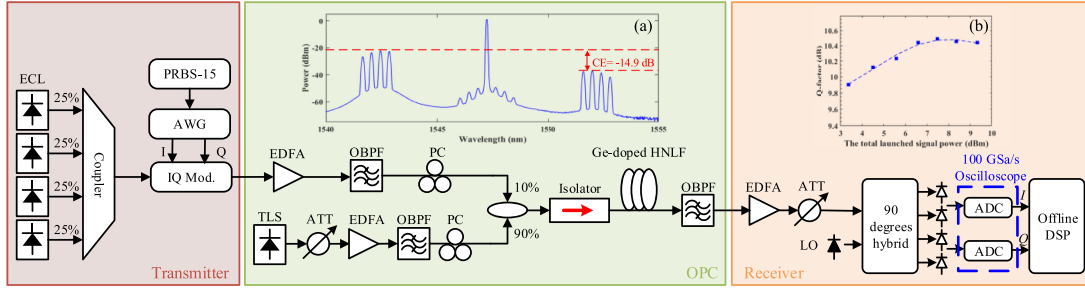 ECL
25%
25%
25%
25%
Coupler
PRBS-15
AWG
I
Q
IQ Mod.
Transmitter
(a)
Power (dBm)
0
-20
-40
-60
CE= -14.9 dB
1540
1545
1550
1555
Wavelength (nm)
EDFA
OBPF
PC
TLS
ATT
EDFA
OBPF
PC
10%
90%
Isolator
Ge-doped HNLF
OBPF
OPC
(b)
Q-factor (dB)
10.6
10.4
10.2
10
9.8
9.6
9.4
3
4
5
6
7
8
9
10
The total launched signal power (dBm)
EDFA
ATT
LO
90
degrees
hybrid
100 GSa/s
Oscilloscope
ADC
ADC
I
Q
Offline
DSP
Receiver